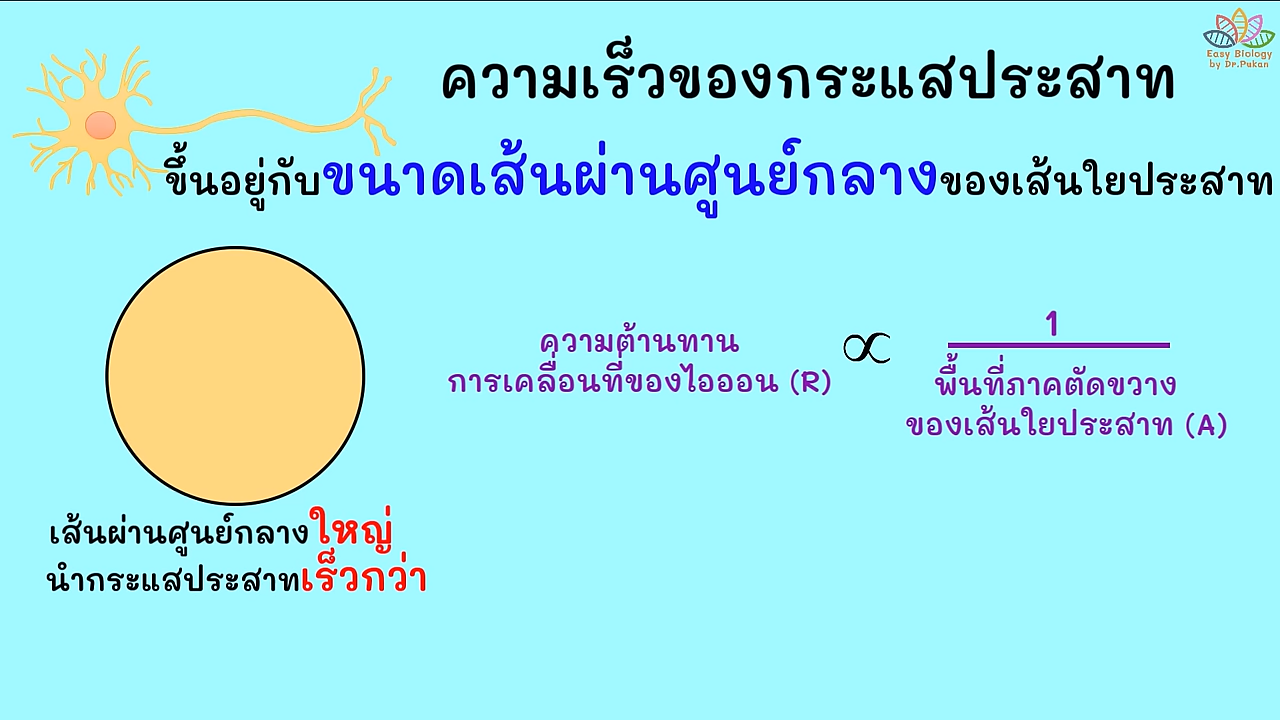 Easy Biology
by Dr.Pukan
ความเร็วของกระแสประสาท
ขึ้นอยู่กับขนาดเส้นผ่านศูนย์กลางของเส้นใยประสาท
ความต้านทาน
การเคลื่อนที่ของไอออน (R)
∝
1
พื้นที่ภาคตัดขวาง
ของเส้นใยประสาท (A)
เส้นผ่านศูนย์กลางใหญ่
นำกระแสประสาทเร็วกว่า